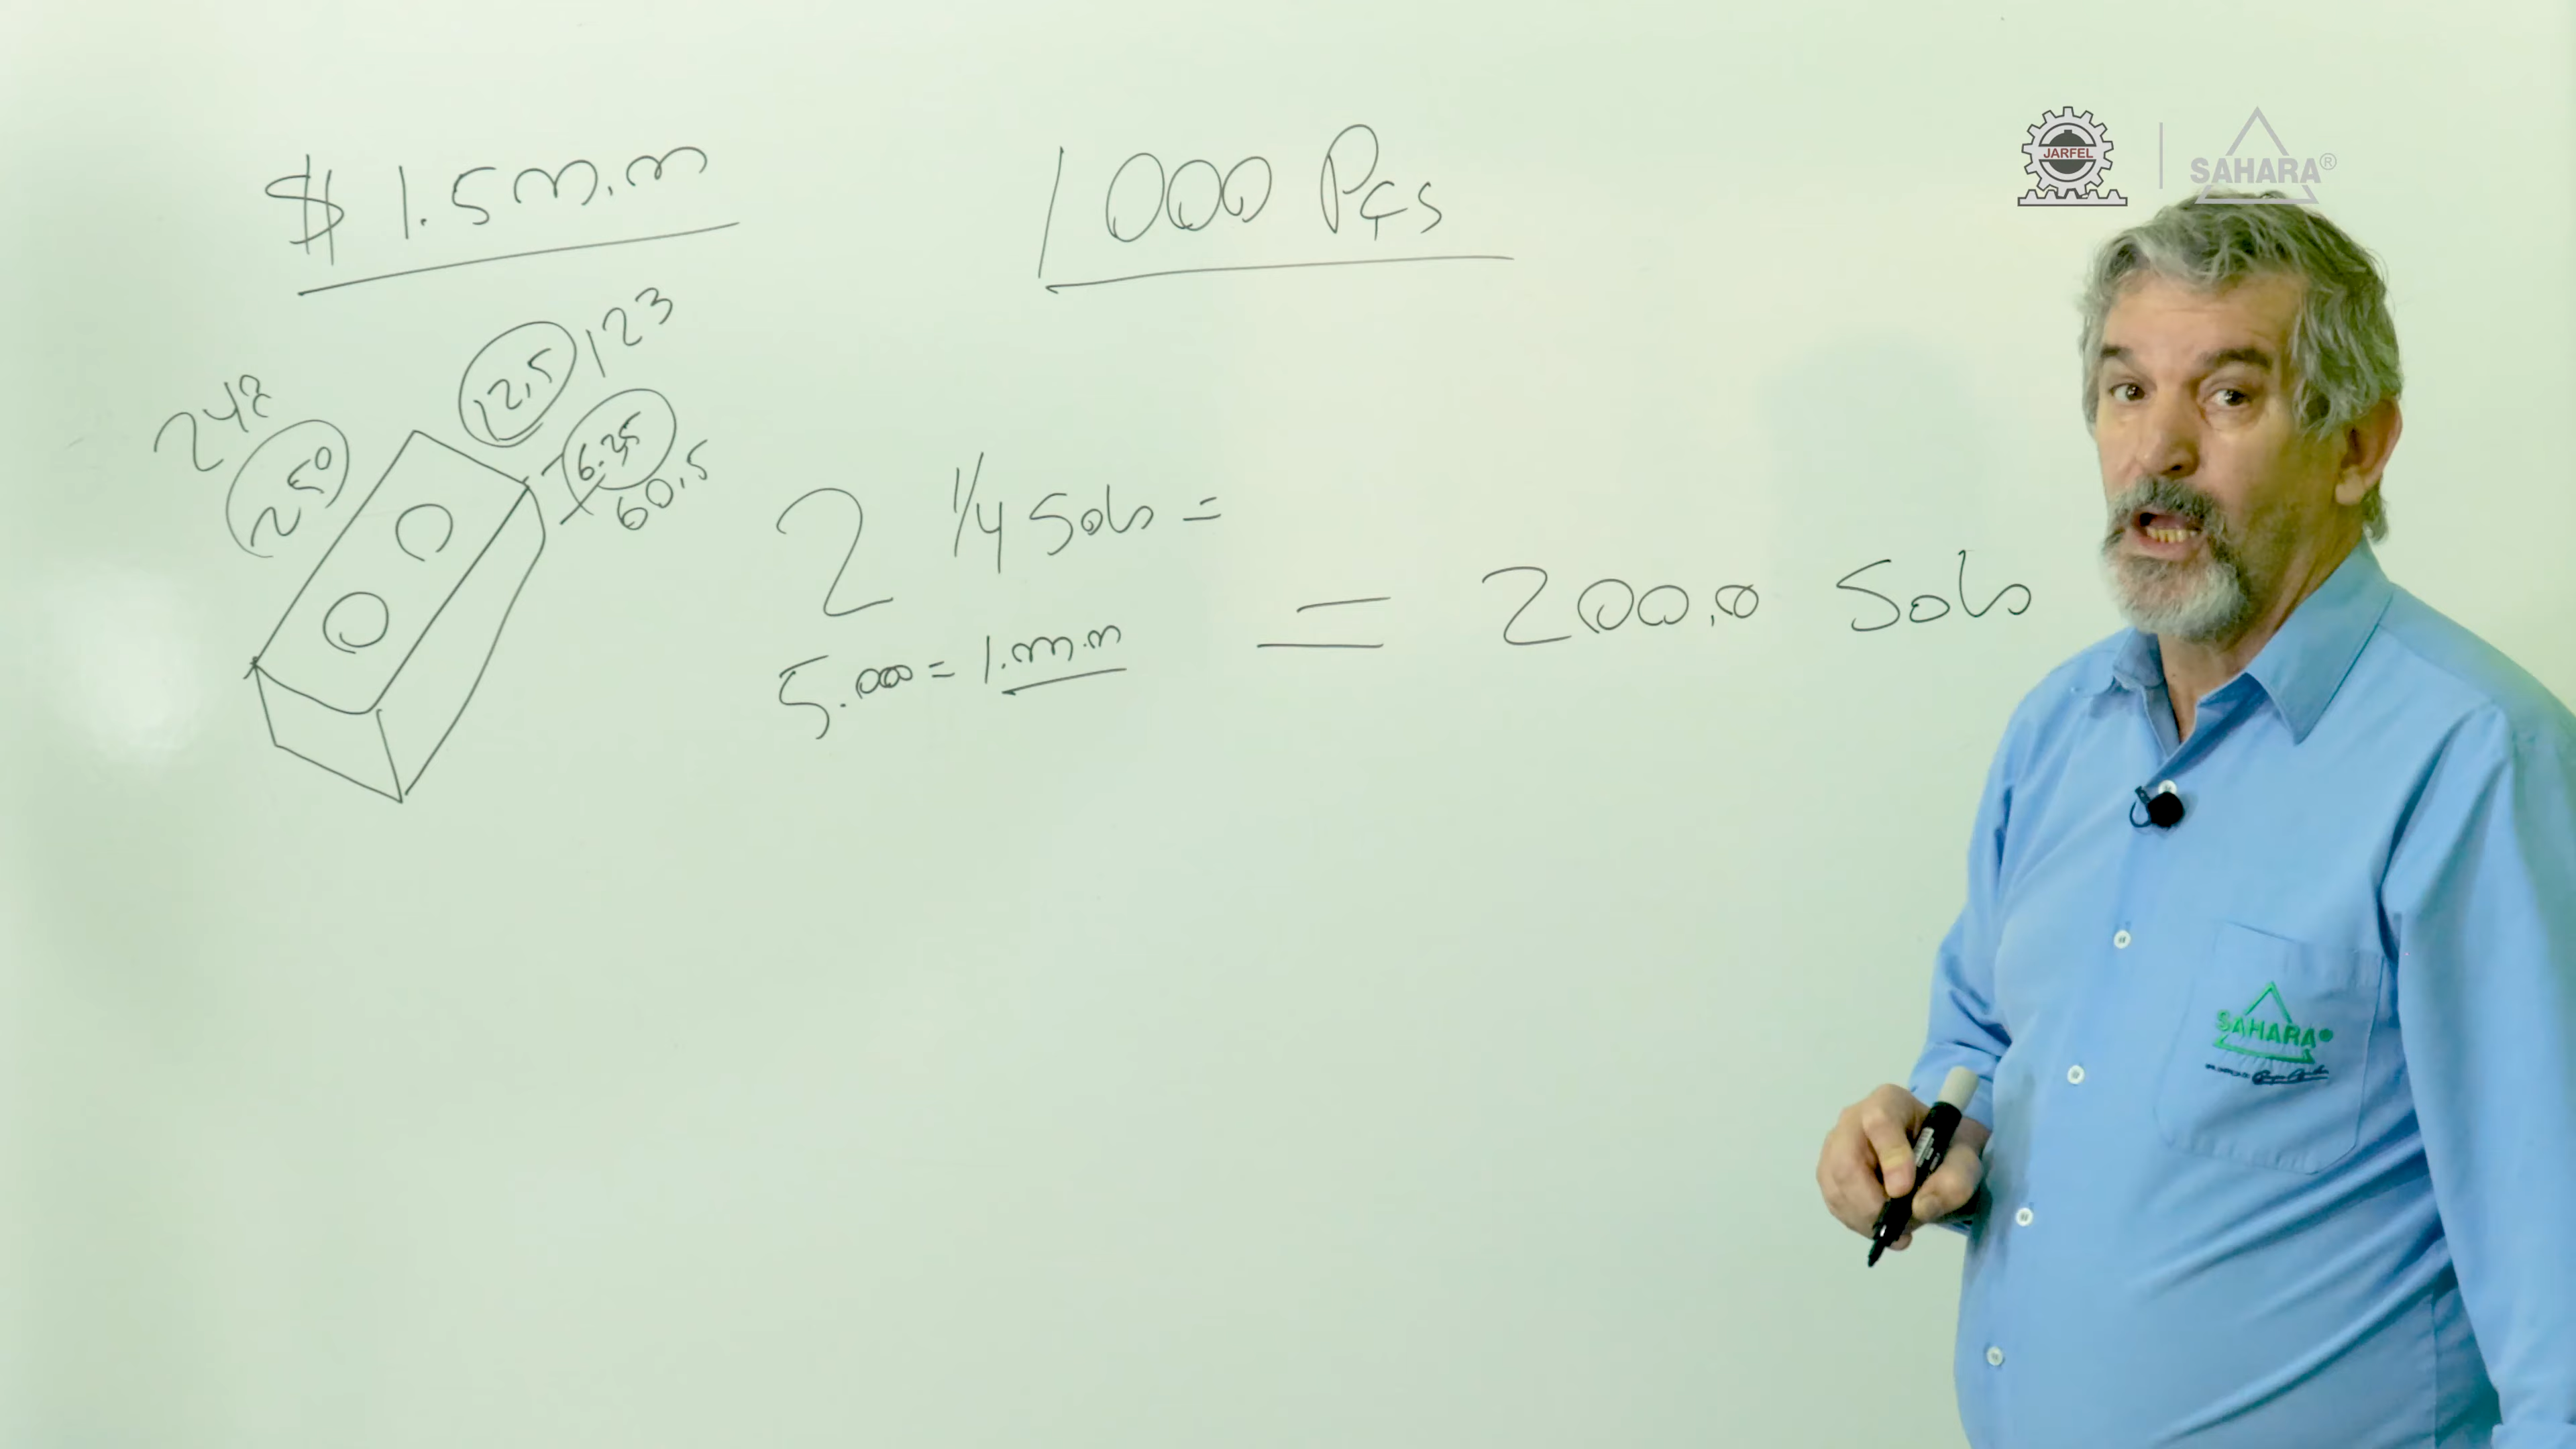 $ 1.5 m.m
1000 Pçs
JARFEL
SAHARA®
12,5
123
248
250
6.25
60,5
2 1/4 Sols =
= 200,0 Sols
5.000 = 1.m.m
SAHARA®